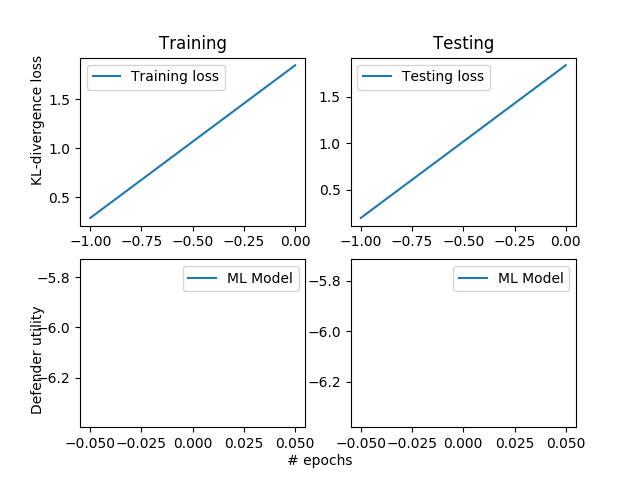 Training
Testing
KL-divergence loss
1.5
1.0
0.5
Training loss
−1.00 −0.75 −0.50 −0.25 0.00
1.5
1.0
0.5
Testing loss
−1.00 −0.75 −0.50 −0.25 0.00
Defender utility
−5.8
−6.0
−6.2
ML Model
−0.050 −0.025 0.000 0.025 0.050
−5.8
−6.0
−6.2
ML Model
−0.050 −0.025 0.000 0.025 0.050
# epochs